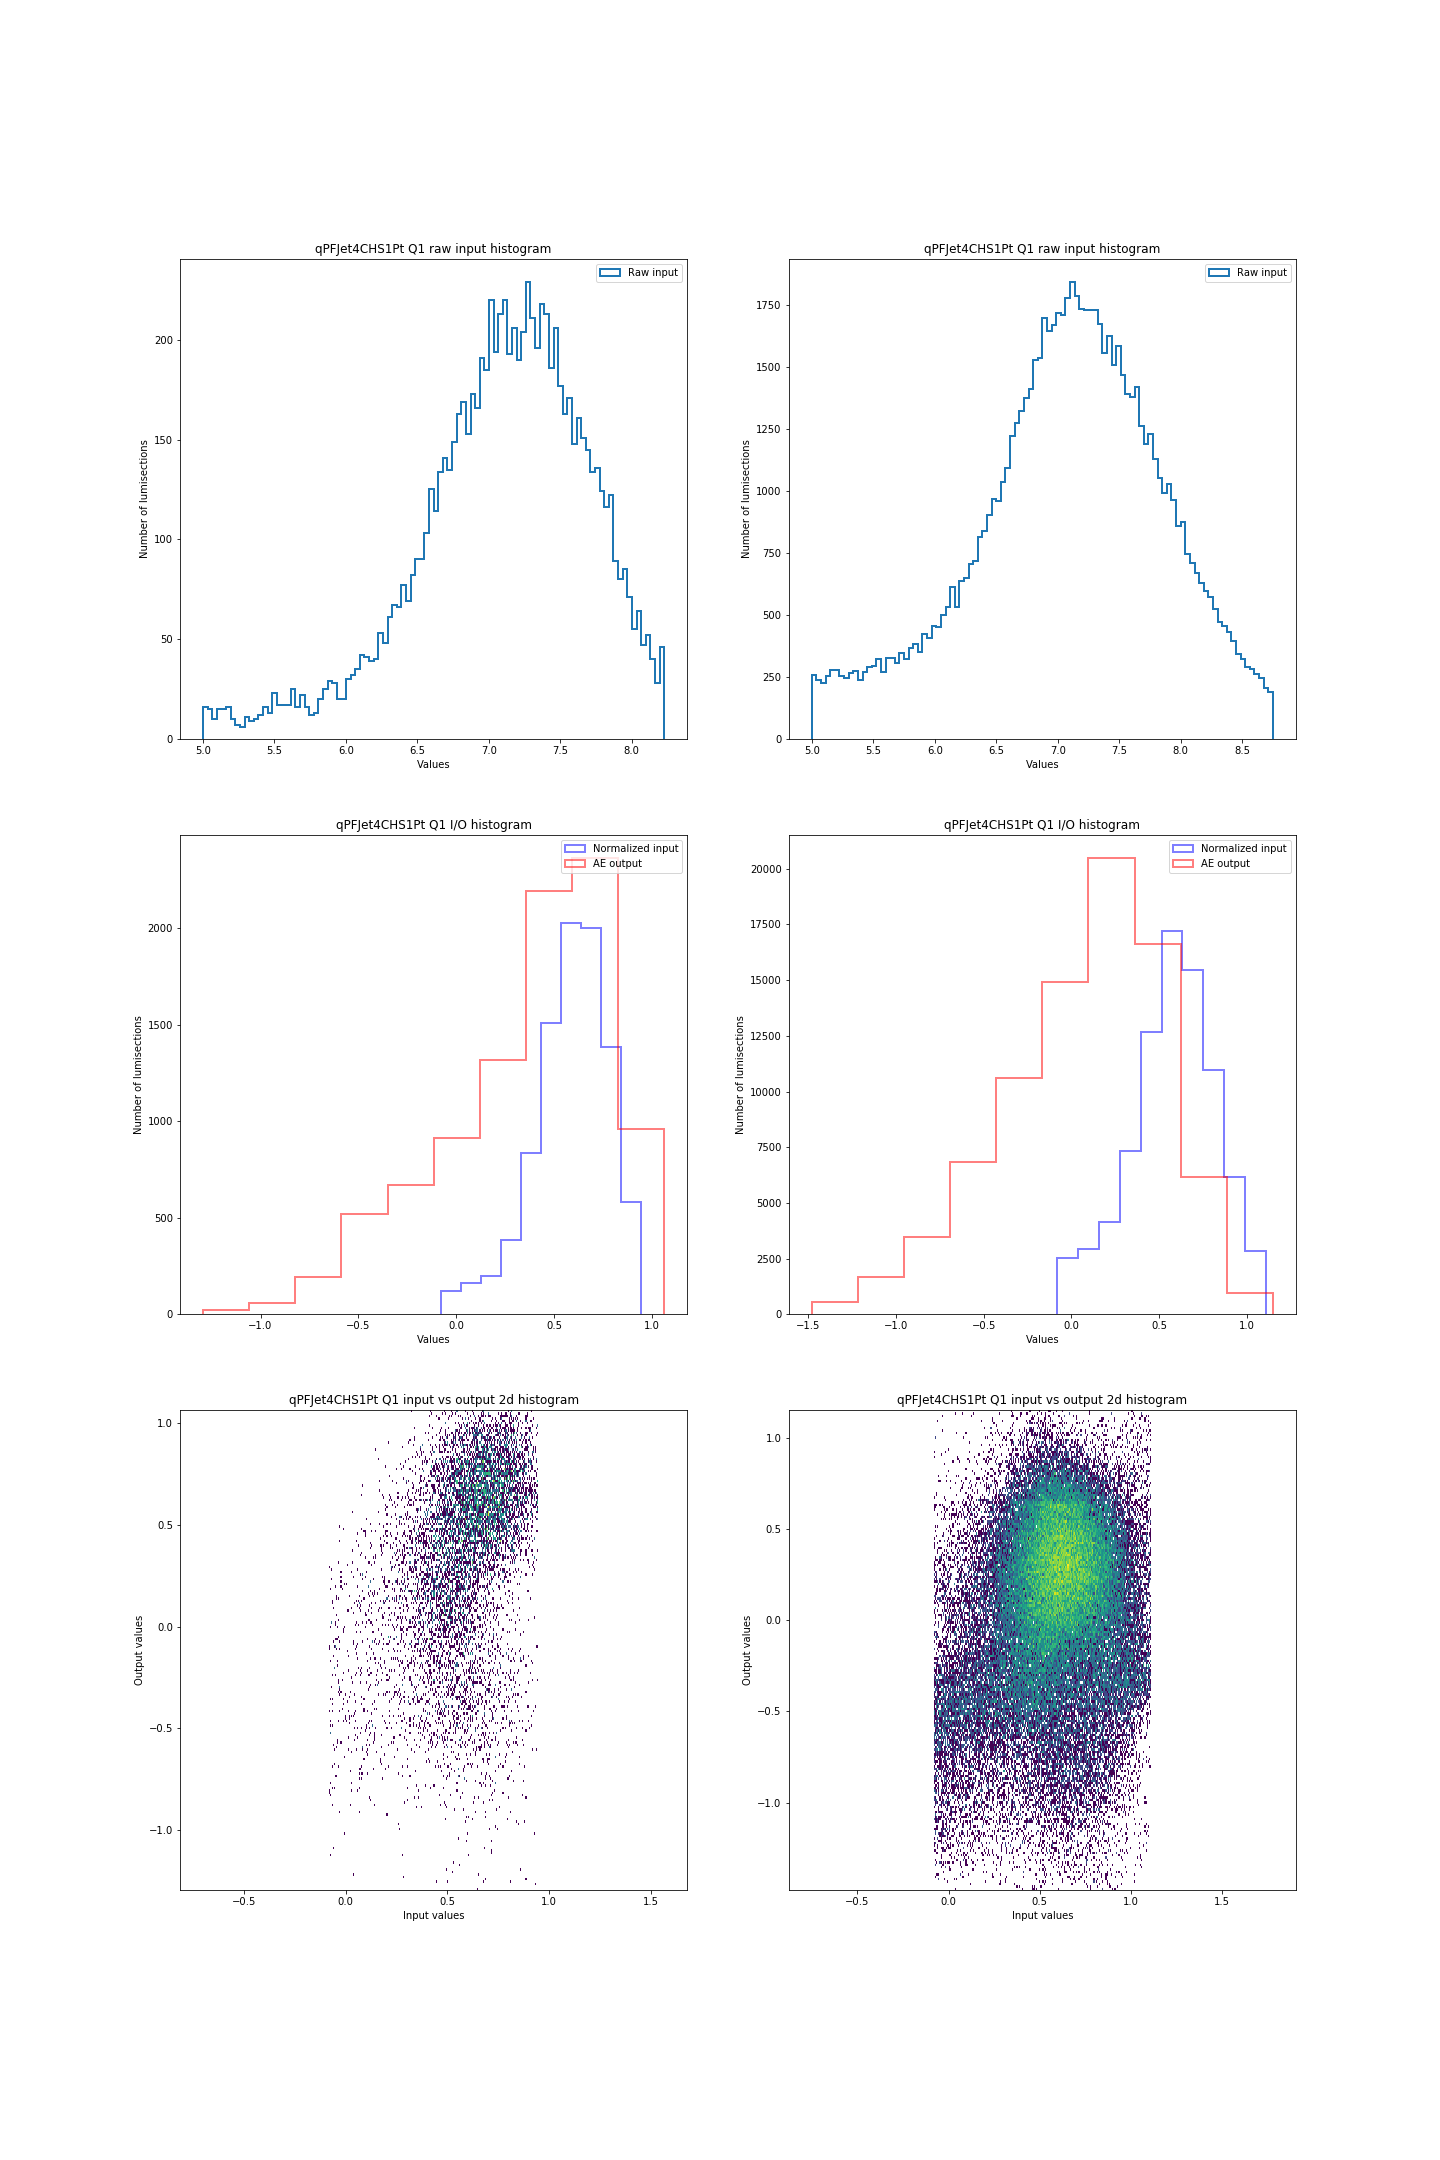 qPFJet4CHS1Pt Q1 raw input histogram
Raw input
200
150
100
50
0
Number of lumisections
5.0 5.5 6.0 6.5 7.0 7.5 8.0
Values
qPFJet4CHS1Pt Q1 raw input histogram
Raw input
1750
1500
1250
1000
750
500
250
0
Number of lumisections
5.0 5.5 6.0 6.5 7.0 7.5 8.0 8.5
Values
qPFJet4CHS1Pt Q1 I/O histogram
Normalized input
AE output
2000
1500
1000
500
0
Number of lumisections
−1.0 −0.5 0.0 0.5 1.0
Values
qPFJet4CHS1Pt Q1 I/O histogram
Normalized input
AE output
20000
17500
15000
12500
10000
7500
5000
2500
0
Number of lumisections
−1.5 −1.0 −0.5 0.0 0.5 1.0
Values
qPFJet4CHS1Pt Q1 input vs output 2d histogram
1.0
0.5
0.0
−0.5
−1.0
Output values
−0.5 0.0 0.5 1.0 1.5
Input values
qPFJet4CHS1Pt Q1 input vs output 2d histogram
1.0
0.5
0.0
−0.5
−1.0
Output values
−0.5 0.0 0.5 1.0 1.5
Input values